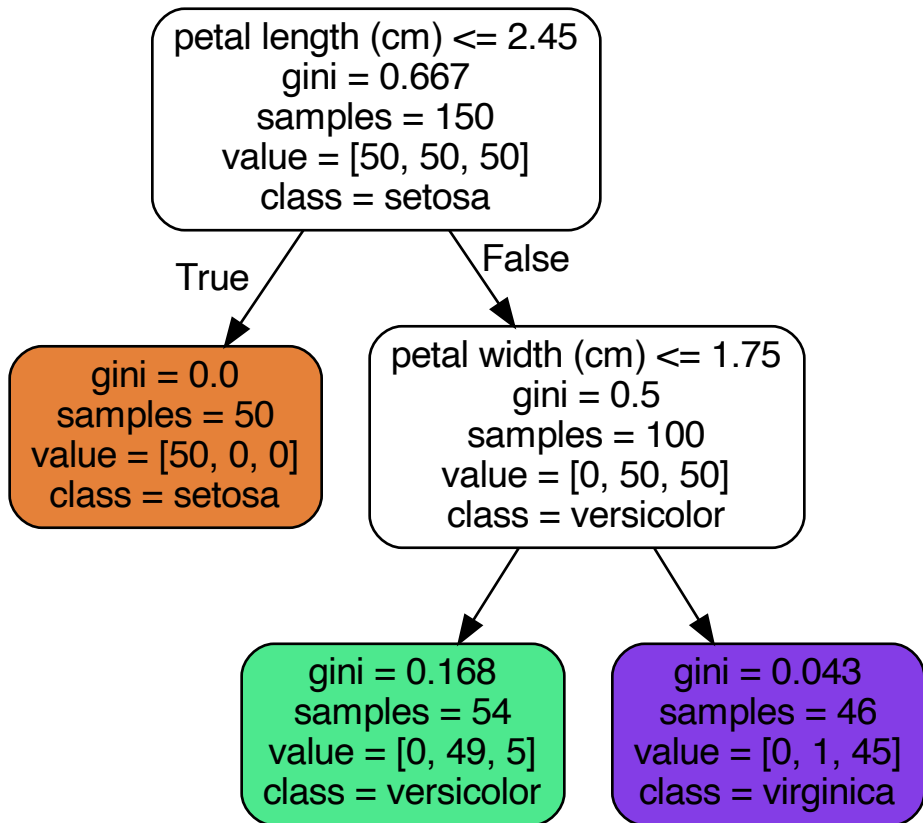 petal length (cm) <= 2.45
gini = 0.667
samples = 150
value = [50, 50, 50]
class = setosa
True
False
gini = 0.0
samples = 50
value = [50, 0, 0]
class = setosa
petal width (cm) <= 1.75
gini = 0.5
samples = 100
value = [0, 50, 50]
class = versicolor
gini = 0.168
samples = 54
value = [0, 49, 5]
class = versicolor
gini = 0.043
samples = 46
value = [0, 1, 45]
class = virginica